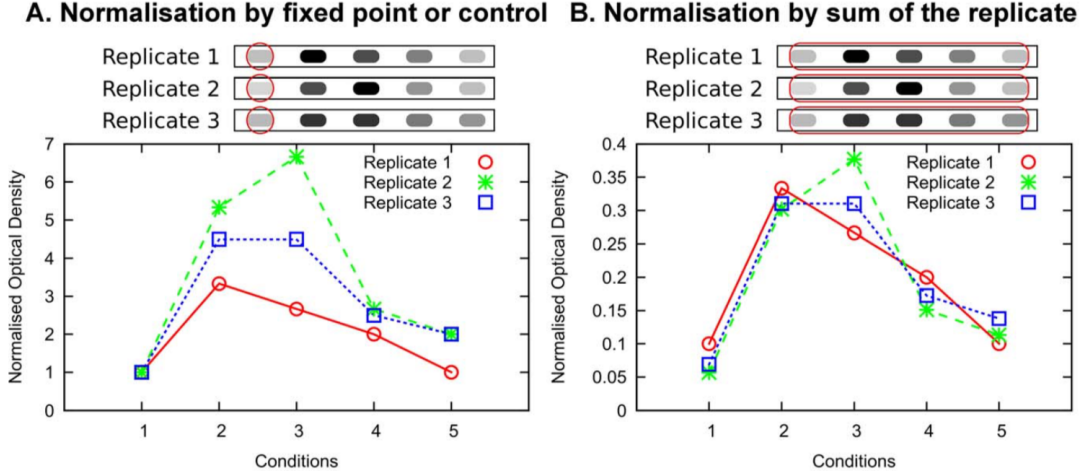 A. Normalisation by fixed point or control
Replicate 1
Replicate 2
Replicate 3
7
6
5
4
3
2
1
0
Normalised Optical Density
Replicate 1
Replicate 2
Replicate 3
1 2 3 4 5
Conditions
B. Normalisation by sum of the replicate
Replicate 1
Replicate 2
Replicate 3
0.4
0.35
0.3
0.25
0.2
0.15
0.1
0.05
0
Normalised Optical Density
Replicate 1
Replicate 2
Replicate 3
1 2 3 4 5
Conditions